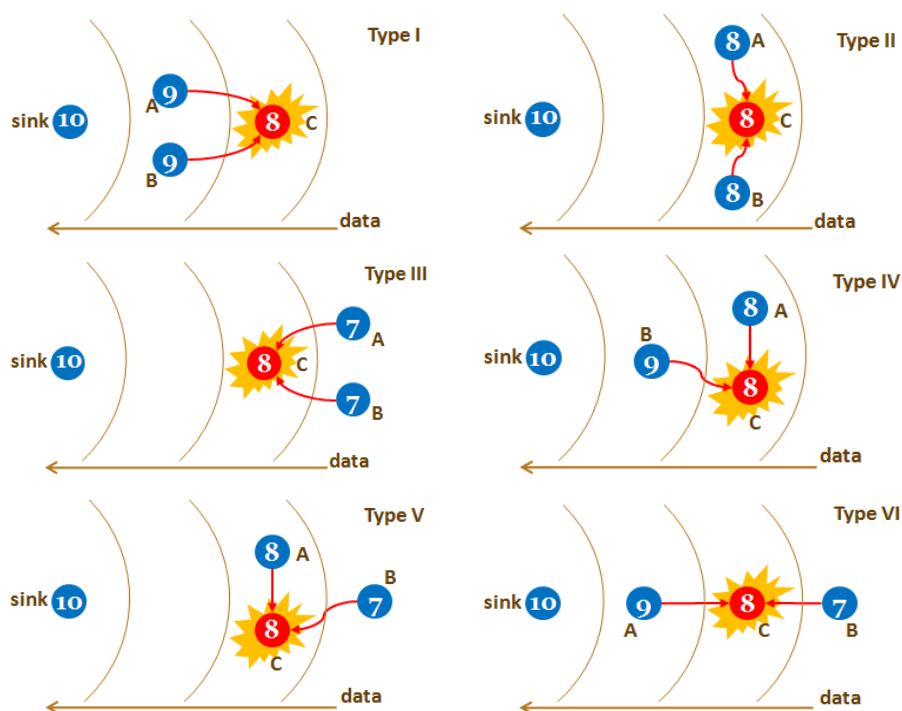 Type I
9
A
sink 10
8
C
9
B
data
Type II
8
A
sink 10
8
C
8
B
data
Type III
7
A
sink 10
8
C
7
B
data
Type IV
8
A
B
sink 10
9
8
C
data
Type V
8
A
B
sink 10
7
8
C
data
Type VI
sink 10
9
8
7
A
C
B
data